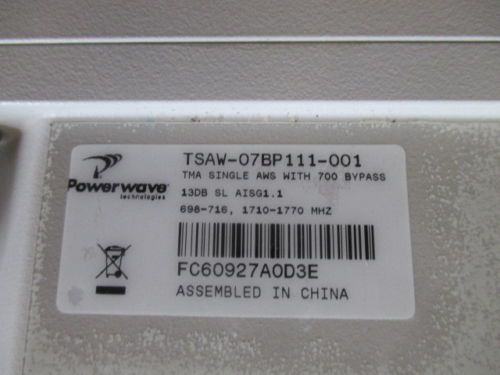 Powerwave
technologies
TSAW-07BP111-001
TMA SINGLE AWS WITH 700 BYPASS
13DB SL AISG1.1
698-716, 1710-1770 MHZ
FC60927A0D3E
ASSEMBLED IN CHINA